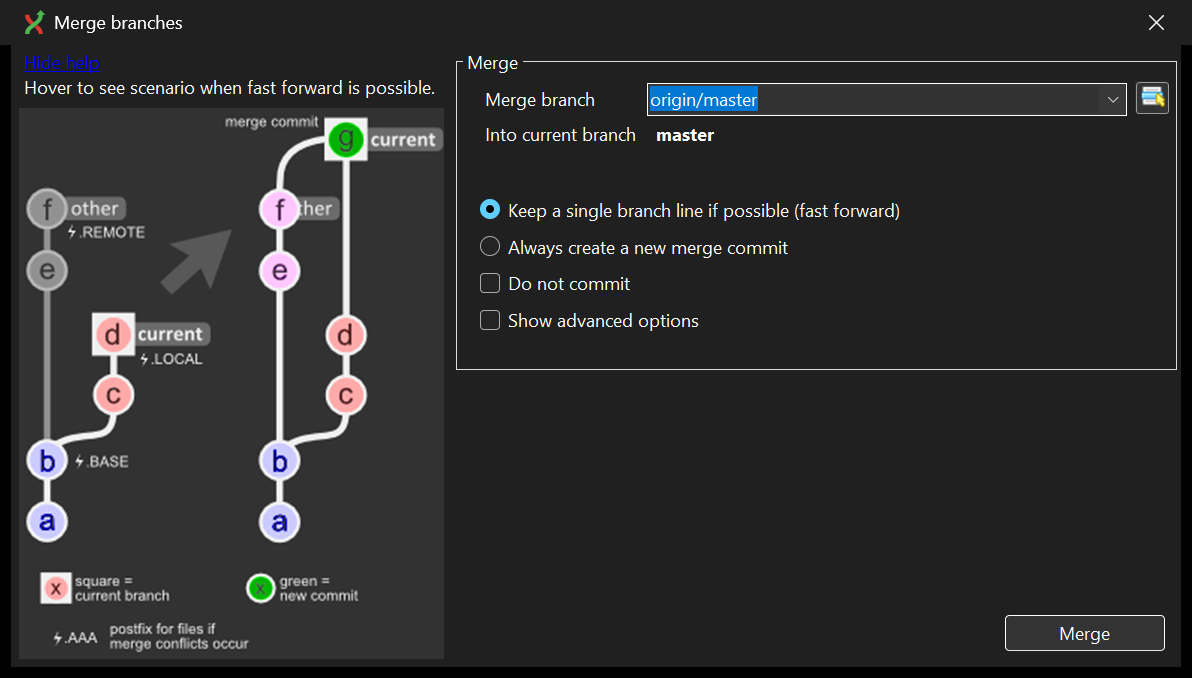 Merge branches
Hide help
Hover to see scenario when fast forward is possible.
merge commit
g
current
f
other
.REMOTE
f
ther
e
e
d
current
.LOCAL
d
c
c
b
.BASE
b
a
a
x
square =
current branch
x
green =
new commit
.AAA
postfix for files if
merge conflicts occur
Merge
Merge branch
origin/master
Into current branch
master
Keep a single branch line if possible (fast forward)
Always create a new merge commit
Do not commit
Show advanced options
Merge